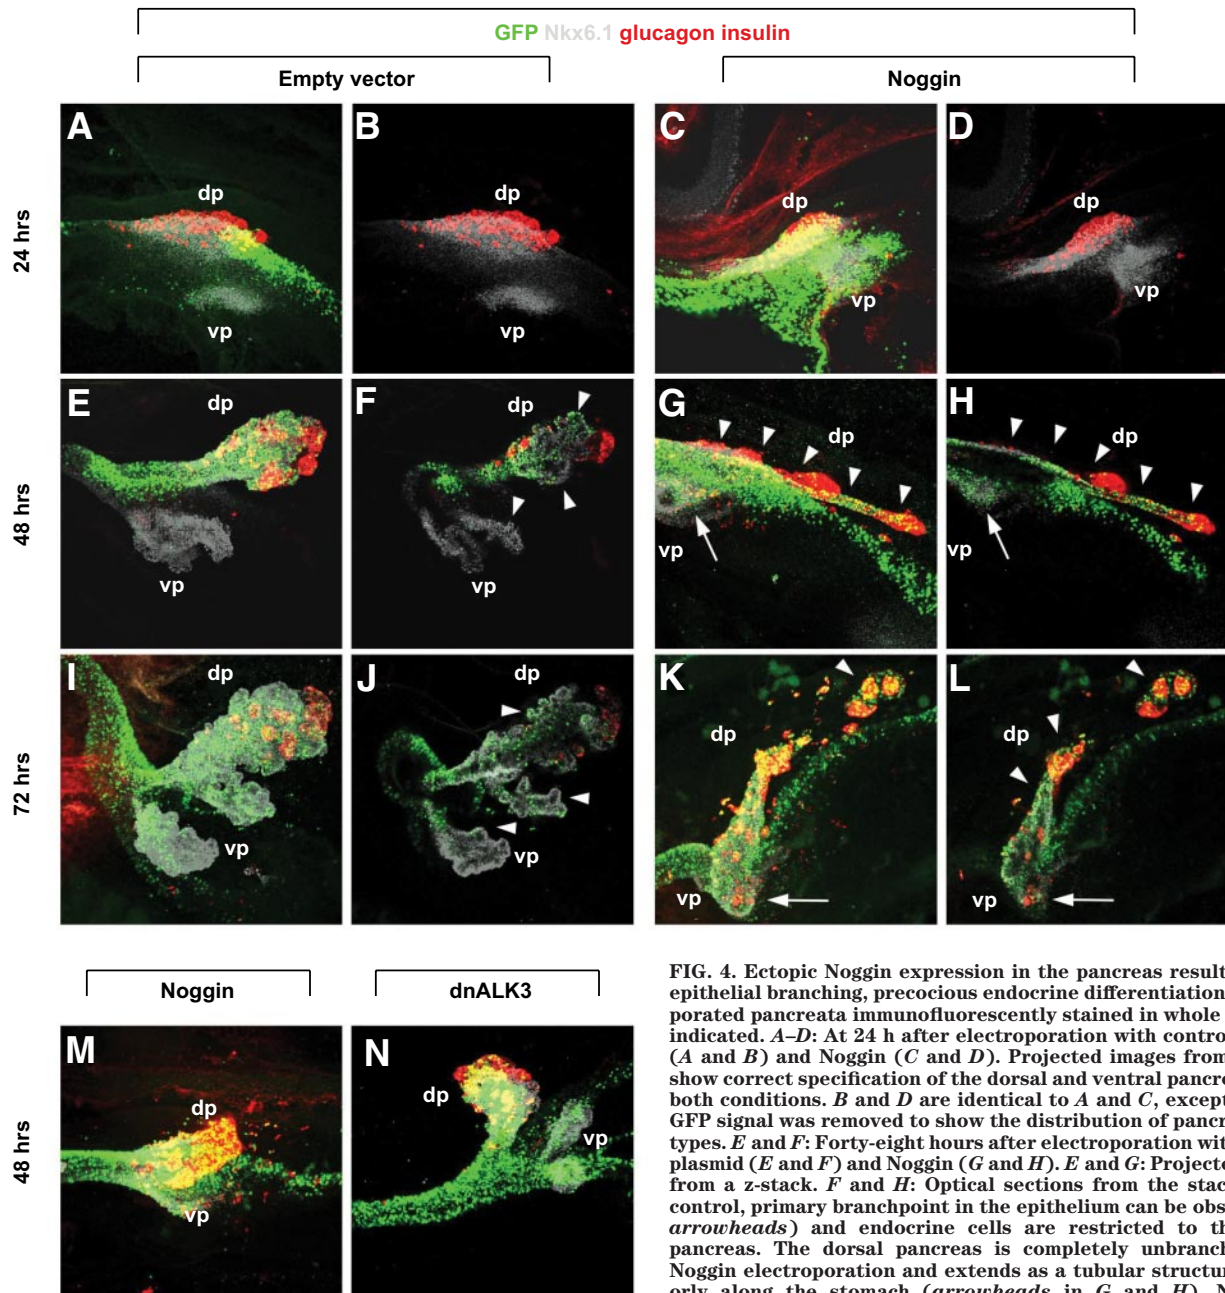 GFP Nkx6.1 glucagon insulin
Empty vector
Noggin
24 hrs
A
dp
vp
B
dp
vp
C
dp
vp
D
dp
vp
48 hrs
E
dp
vp
F
dp
vp
G
dp
vp
H
dp
vp
72 hrs
I
dp
vp
J
dp
vp
K
dp
vp
L
dp
vp
Noggin
dnALK3
48 hrs
M
dp
vp
N
dp
vp
FIG. 4. Ectopic Noggin expression in the pancreas result
epithelial branching, precocious endocrine differentiation
porated pancreata immunofluorescently stained in whole
indicated. A–D: At 24 h after electroporation with contro
(A and B) and Noggin (C and D). Projected images from
show correct specification of the dorsal and ventral pancre
both conditions. B and D are identical to A and C, except
GFP signal was removed to show the distribution of pancr
types. E and F: Forty-eight hours after electroporation wit
plasmid (E and F) and Noggin (G and H). E and G: Projecte
from a z-stack. F and H: Optical sections from the stac
control, primary branchpoint in the epithelium can be obs
arrowheads) and endocrine cells are restricted to th
pancreas. The dorsal pancreas is completely unbranch
Noggin electroporation and extends as a tubular structur
orly along the stomach (arrowheads in G and H). N